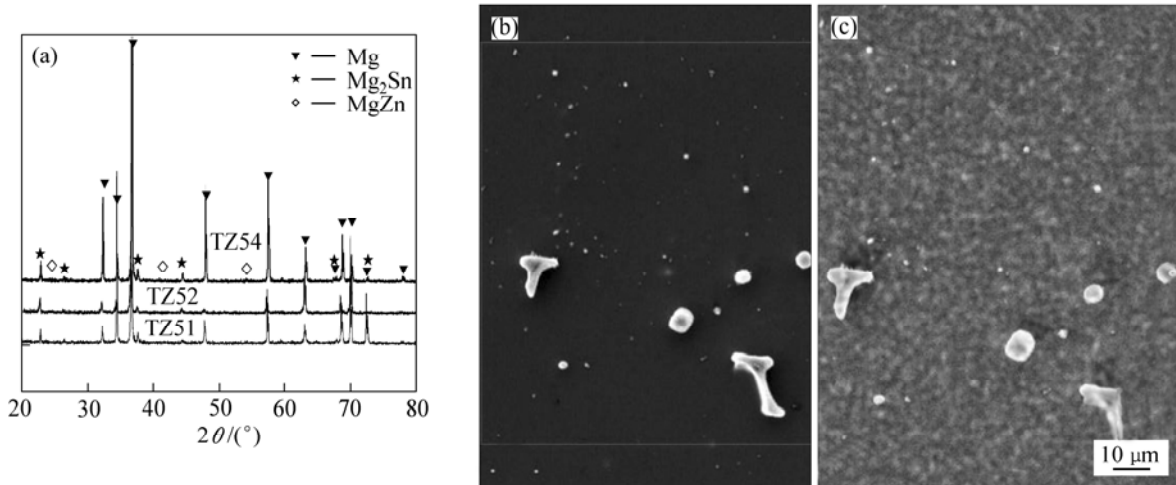 (a)
▼ — Mg
★ — Mg₂Sn
◇ — MgZn
TZ54
TZ52
TZ51
20 30 40 50 60 70 80
2θ/(°)
(b)
(c)
10 μm